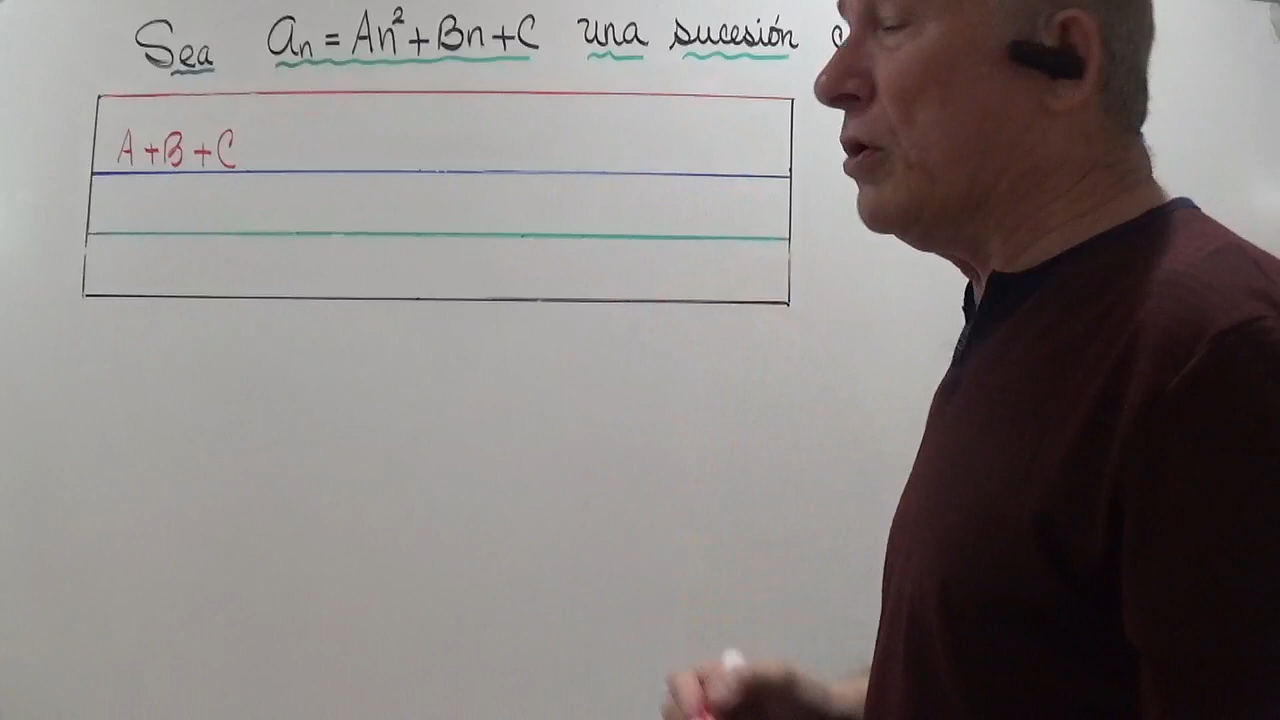 Sea aₙ = An² + Bn + C una sucesión
A + B + C